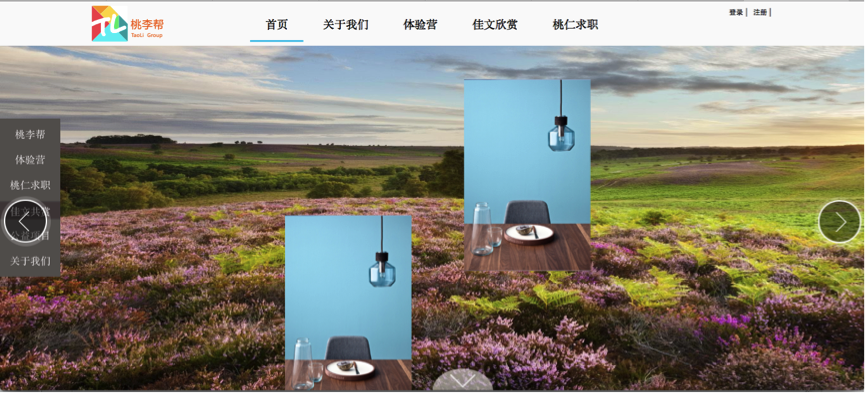 桃李帮
TaoLi Group
首页 关于我们 体验营 佳文欣赏 桃仁求职
登录 | 注册 |
桃李帮
体验营
桃仁求职
关于我们